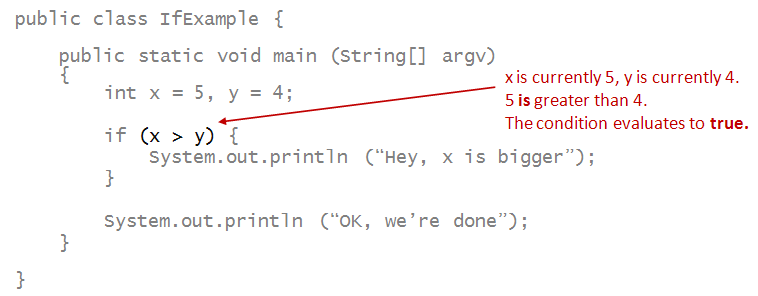 public class IfExample {
public static void main (String[] argv)
{
int x = 5, y = 4;
if (x > y) {
System.out.println (“Hey, x is bigger”);
}
System.out.println (“OK, we’re done”);
}
}
x is currently 5, y is currently 4.
5 is greater than 4.
The condition evaluates to true.